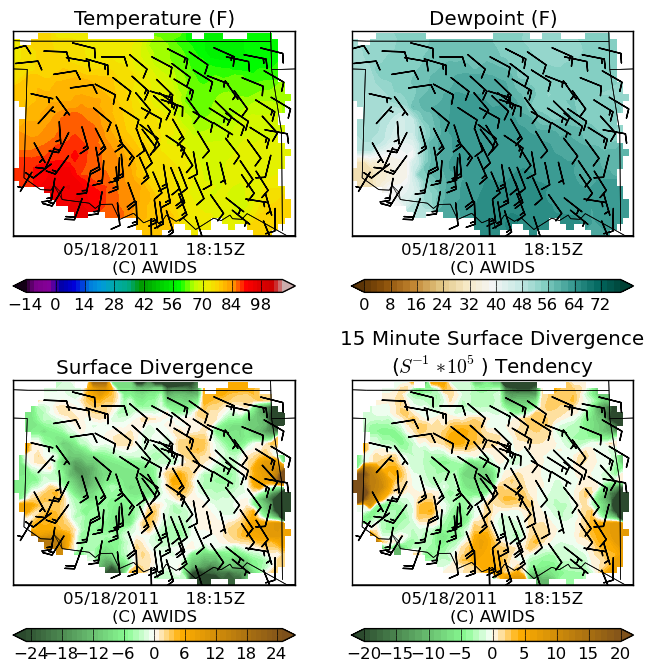 Temperature (F)
Dewpoint (F)
05/18/2011 18:15Z
(C) AWIDS
05/18/2011 18:15Z
(C) AWIDS
−14 0 14 28 42 56 70 84 98
0 8 16 24 32 40 48 56 64 72
15 Minute Surface Divergence
Surface Divergence
(S⁻¹ *10⁵ ) Tendency
05/18/2011 18:15Z
(C) AWIDS
05/18/2011 18:15Z
(C) AWIDS
−24 −18 −12 −6 0 6 12 18 24
−20 −15 −10 −5 0 5 10 15 20